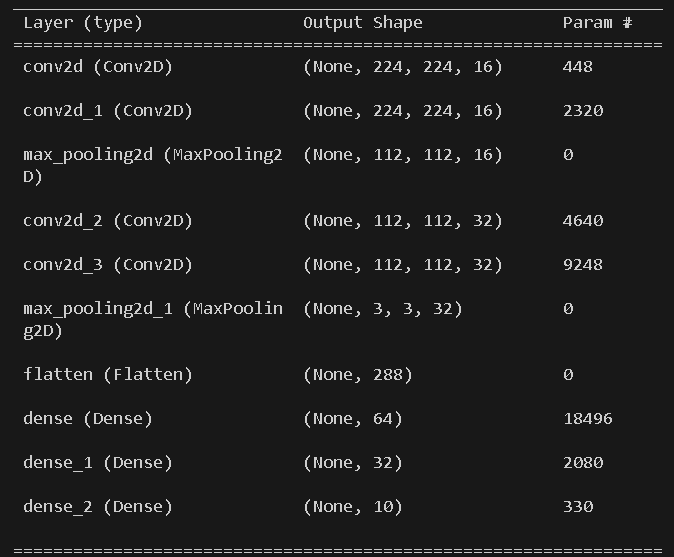 Layer (type) Output Shape Param #
=================================================================
conv2d (Conv2D) (None, 224, 224, 16) 448
conv2d_1 (Conv2D) (None, 224, 224, 16) 2320
max_pooling2d (MaxPooling2 (None, 112, 112, 16) 0
D)
conv2d_2 (Conv2D) (None, 112, 112, 32) 4640
conv2d_3 (Conv2D) (None, 112, 112, 32) 9248
max_pooling2d_1 (MaxPoolin (None, 3, 3, 32) 0
g2D)
flatten (Flatten) (None, 288) 0
dense (Dense) (None, 64) 18496
dense_1 (Dense) (None, 32) 2080
dense_2 (Dense) (None, 10) 330
=================================================================